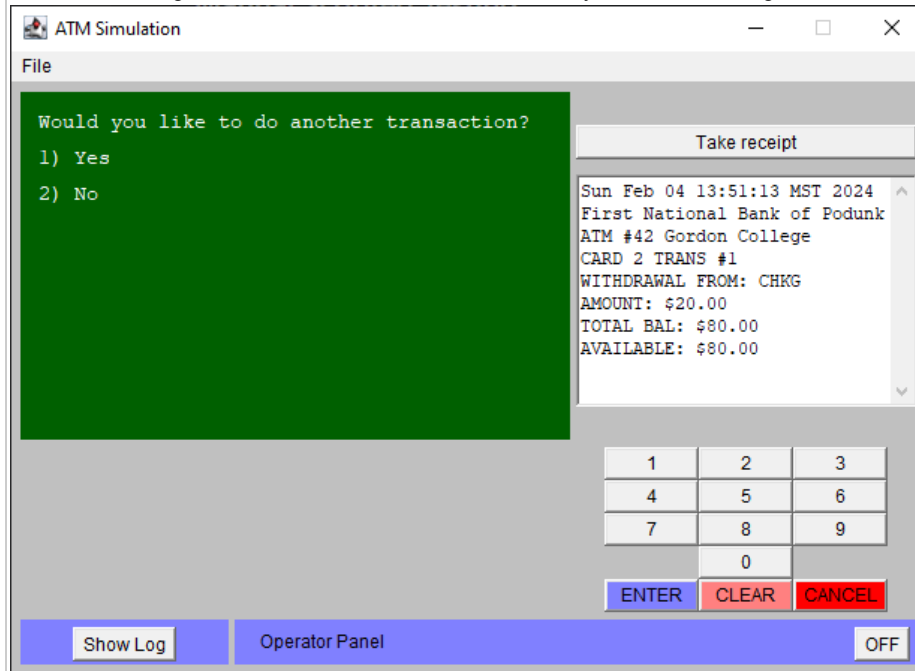 ATM Simulation
File
Would you like to do another transaction?
1) Yes
2) No
Take receipt
Sun Feb 04 13:51:13 MST 2024
First National Bank of Podunk
ATM #42 Gordon College
CARD 2 TRANS #1
WITHDRAWAL FROM: CHKG
AMOUNT: $20.00
TOTAL BAL: $80.00
AVAILABLE: $80.00
1 2 3
4 5 6
7 8 9
0
ENTER CLEAR CANCEL
Show Log Operator Panel OFF